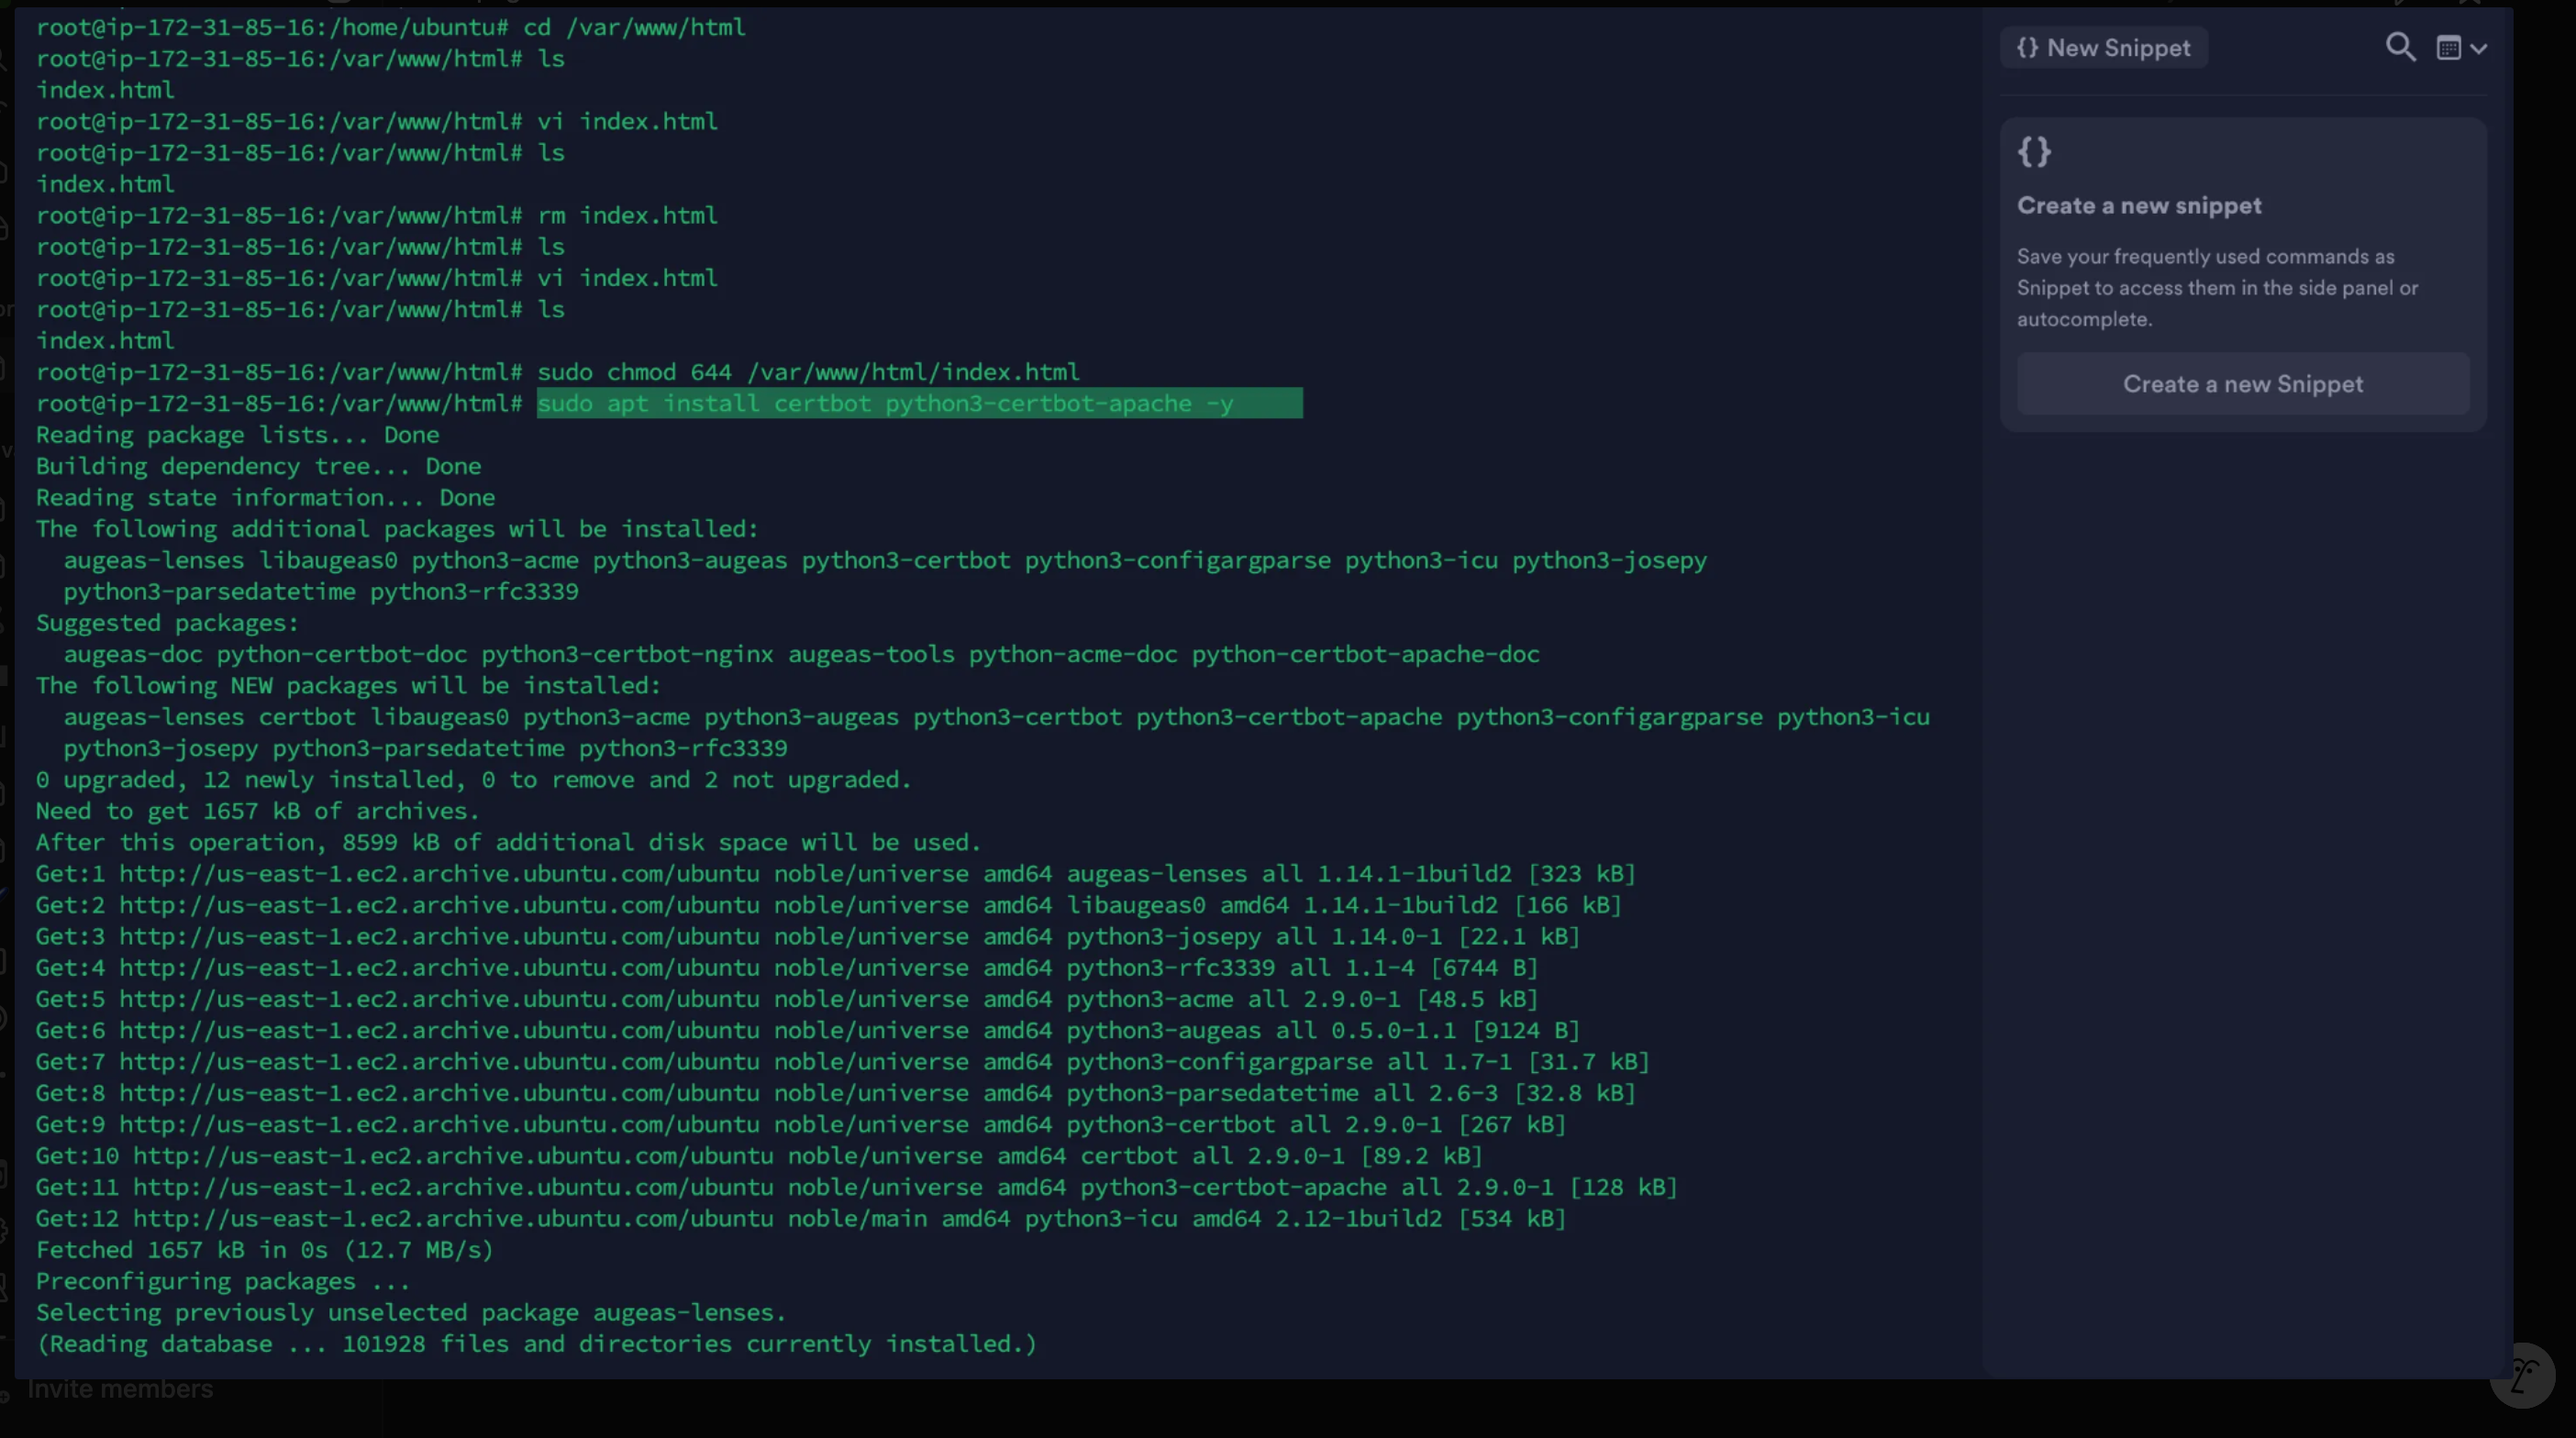 root@ip-172-31-85-16:/home/ubuntu# cd /var/www/html
root@ip-172-31-85-16:/var/www/html# ls
index.html
root@ip-172-31-85-16:/var/www/html# vi index.html
root@ip-172-31-85-16:/var/www/html# ls
index.html
root@ip-172-31-85-16:/var/www/html# rm index.html
root@ip-172-31-85-16:/var/www/html# ls
root@ip-172-31-85-16:/var/www/html# vi index.html
root@ip-172-31-85-16:/var/www/html# ls
index.html
root@ip-172-31-85-16:/var/www/html# sudo chmod 644 /var/www/html/index.html
root@ip-172-31-85-16:/var/www/html# sudo apt install certbot python3-certbot-apache -y
Reading package lists... Done
Building dependency tree... Done
Reading state information... Done
The following additional packages will be installed:
  augeas-lenses libaugeas0 python3-acme python3-augeas python3-certbot python3-configargparse python3-icu python3-josepy
  python3-parsedatetime python3-rfc3339
Suggested packages:
  augeas-doc python-certbot-doc python3-certbot-nginx augeas-tools python-acme-doc python-certbot-apache-doc
The following NEW packages will be installed:
  augeas-lenses certbot libaugeas0 python3-acme python3-augeas python3-certbot python3-certbot-apache python3-configargparse python3-icu
  python3-josepy python3-parsedatetime python3-rfc3339
0 upgraded, 12 newly installed, 0 to remove and 2 not upgraded.
Need to get 1657 kB of archives.
After this operation, 8599 kB of additional disk space will be used.
Get:1 http://us-east-1.ec2.archive.ubuntu.com/ubuntu noble/universe amd64 augeas-lenses all 1.14.1-1build2 [323 kB]
Get:2 http://us-east-1.ec2.archive.ubuntu.com/ubuntu noble/universe amd64 libaugeas0 amd64 1.14.1-1build2 [166 kB]
Get:3 http://us-east-1.ec2.archive.ubuntu.com/ubuntu noble/universe amd64 python3-josepy all 1.14.0-1 [22.1 kB]
Get:4 http://us-east-1.ec2.archive.ubuntu.com/ubuntu noble/universe amd64 python3-rfc3339 all 1.1-4 [6744 B]
Get:5 http://us-east-1.ec2.archive.ubuntu.com/ubuntu noble/universe amd64 python3-acme all 2.9.0-1 [48.5 kB]
Get:6 http://us-east-1.ec2.archive.ubuntu.com/ubuntu noble/universe amd64 python3-augeas all 0.5.0-1.1 [9124 B]
Get:7 http://us-east-1.ec2.archive.ubuntu.com/ubuntu noble/universe amd64 python3-configargparse all 1.7-1 [31.7 kB]
Get:8 http://us-east-1.ec2.archive.ubuntu.com/ubuntu noble/universe amd64 python3-parsedatetime all 2.6-3 [32.8 kB]
Get:9 http://us-east-1.ec2.archive.ubuntu.com/ubuntu noble/universe amd64 python3-certbot all 2.9.0-1 [267 kB]
Get:10 http://us-east-1.ec2.archive.ubuntu.com/ubuntu noble/universe amd64 certbot all 2.9.0-1 [89.2 kB]
Get:11 http://us-east-1.ec2.archive.ubuntu.com/ubuntu noble/universe amd64 python3-certbot-apache all 2.9.0-1 [128 kB]
Get:12 http://us-east-1.ec2.archive.ubuntu.com/ubuntu noble/main amd64 python3-icu amd64 2.12-1build2 [534 kB]
Fetched 1657 kB in 0s (12.7 MB/s)
Preconfiguring packages ...
Selecting previously unselected package augeas-lenses.
(Reading database ... 101928 files and directories currently installed.)
Invite members
{} New Snippet
{}
Create a new snippet
Save your frequently used commands as
Snippet to access them in the side panel or
autocomplete.
Create a new Snippet